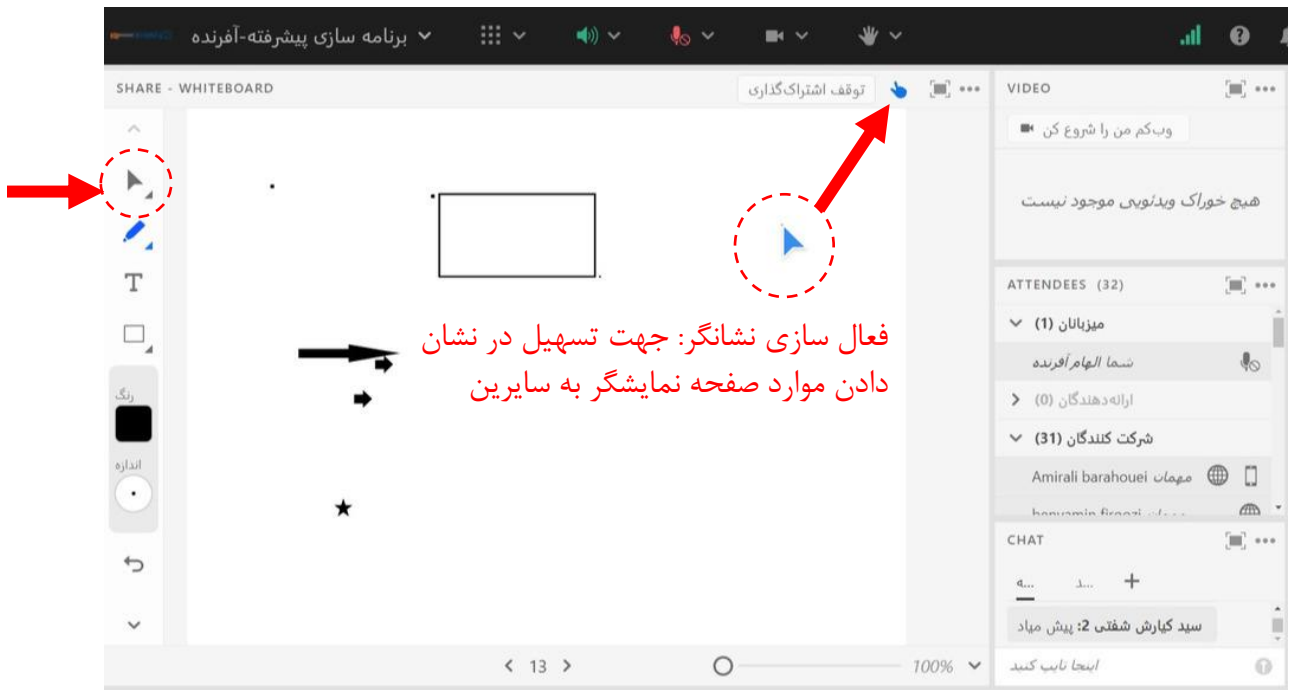 برنامه سازی پیشرفته-آفرنده
SHARE - WHITEBOARD
توقف اشتراک‌گذاری
فعال سازی نشانگر: جهت تسهیل در نشان
دادن موارد صفحه نمایشگر به سایرین
T
رنگ
اندازه
13
100%
VIDEO
وب‌کم من را شروع کن
هیچ خوراک ویدئویی موجود نیست
ATTENDEES (32)
میزبانان (1)
شما الهام آفرنده
ارائه‌دهندگان (0)
شرکت کنندگان (31)
Amirali barahouei مهمان
CHAT
...ه
...د
سید کیارش شفتی 2: پیش میاد
اینجا تایپ کنید